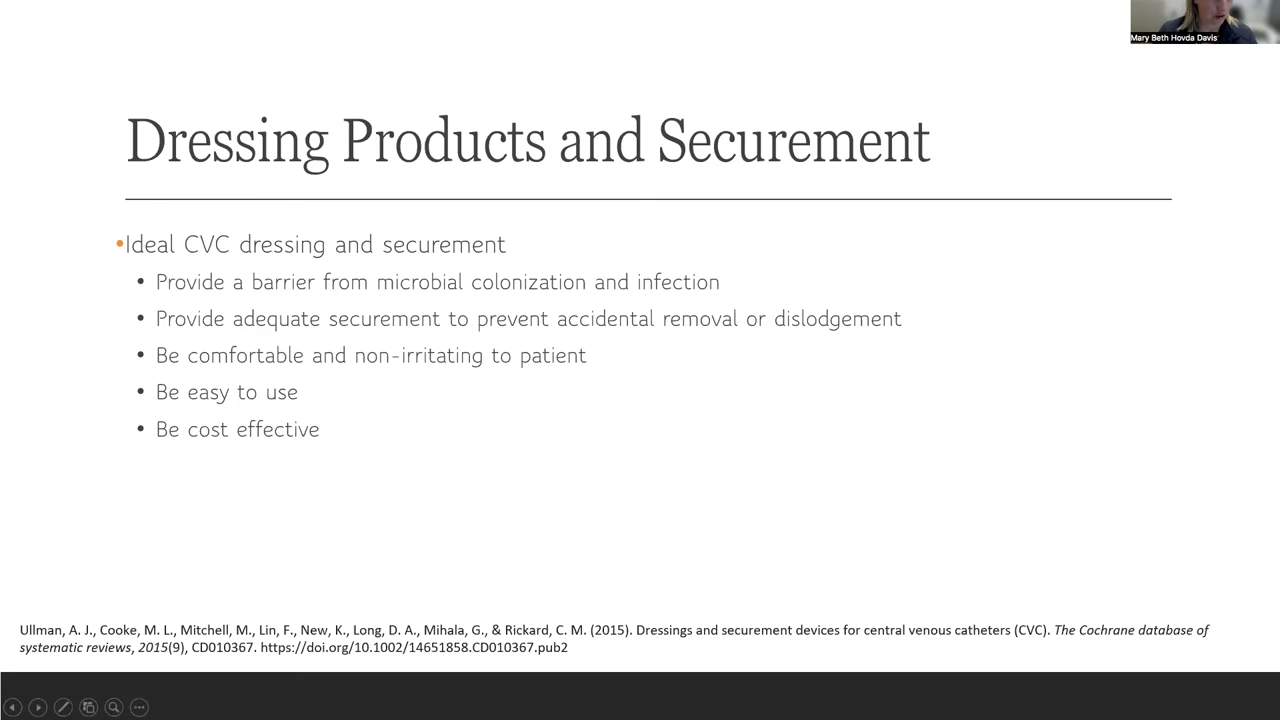 Mary Beth Hovda Davis
Dressing Products and Securement
•Ideal CVC dressing and securement
• Provide a barrier from microbial colonization and infection
• Provide adequate securement to prevent accidental removal or dislodgement
• Be comfortable and non-irritating to patient
• Be easy to use
• Be cost effective
Ullman, A. J., Cooke, M. L., Mitchell, M., Lin, F., New, K., Long, D. A., Mihala, G., & Rickard, C. M. (2015). Dressings and securement devices for central venous catheters (CVC). The Cochrane database of
systematic reviews, 2015(9), CD010367. https://doi.org/10.1002/14651858.CD010367.pub2